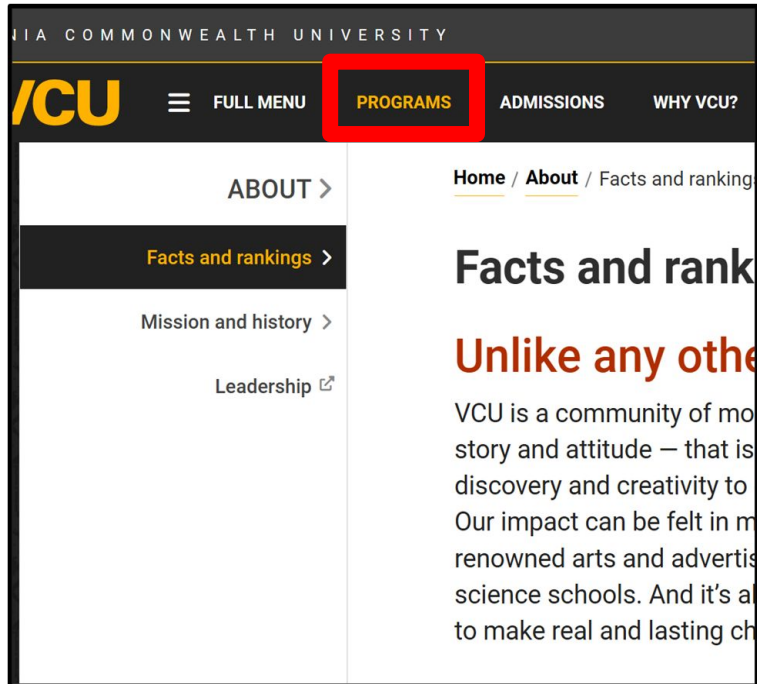 NIA COMMONWEALTH UNIVERSITY
VCU FULL MENU PROGRAMS ADMISSIONS WHY VCU?
ABOUT
Facts and rankings
Mission and history
Leadership
Home / About / Facts and rankings
Facts and rank
Unlike any othe
VCU is a community of mo
story and attitude — that is
discovery and creativity to
Our impact can be felt in m
renowned arts and advertis
science schools. And it's al
to make real and lasting ch